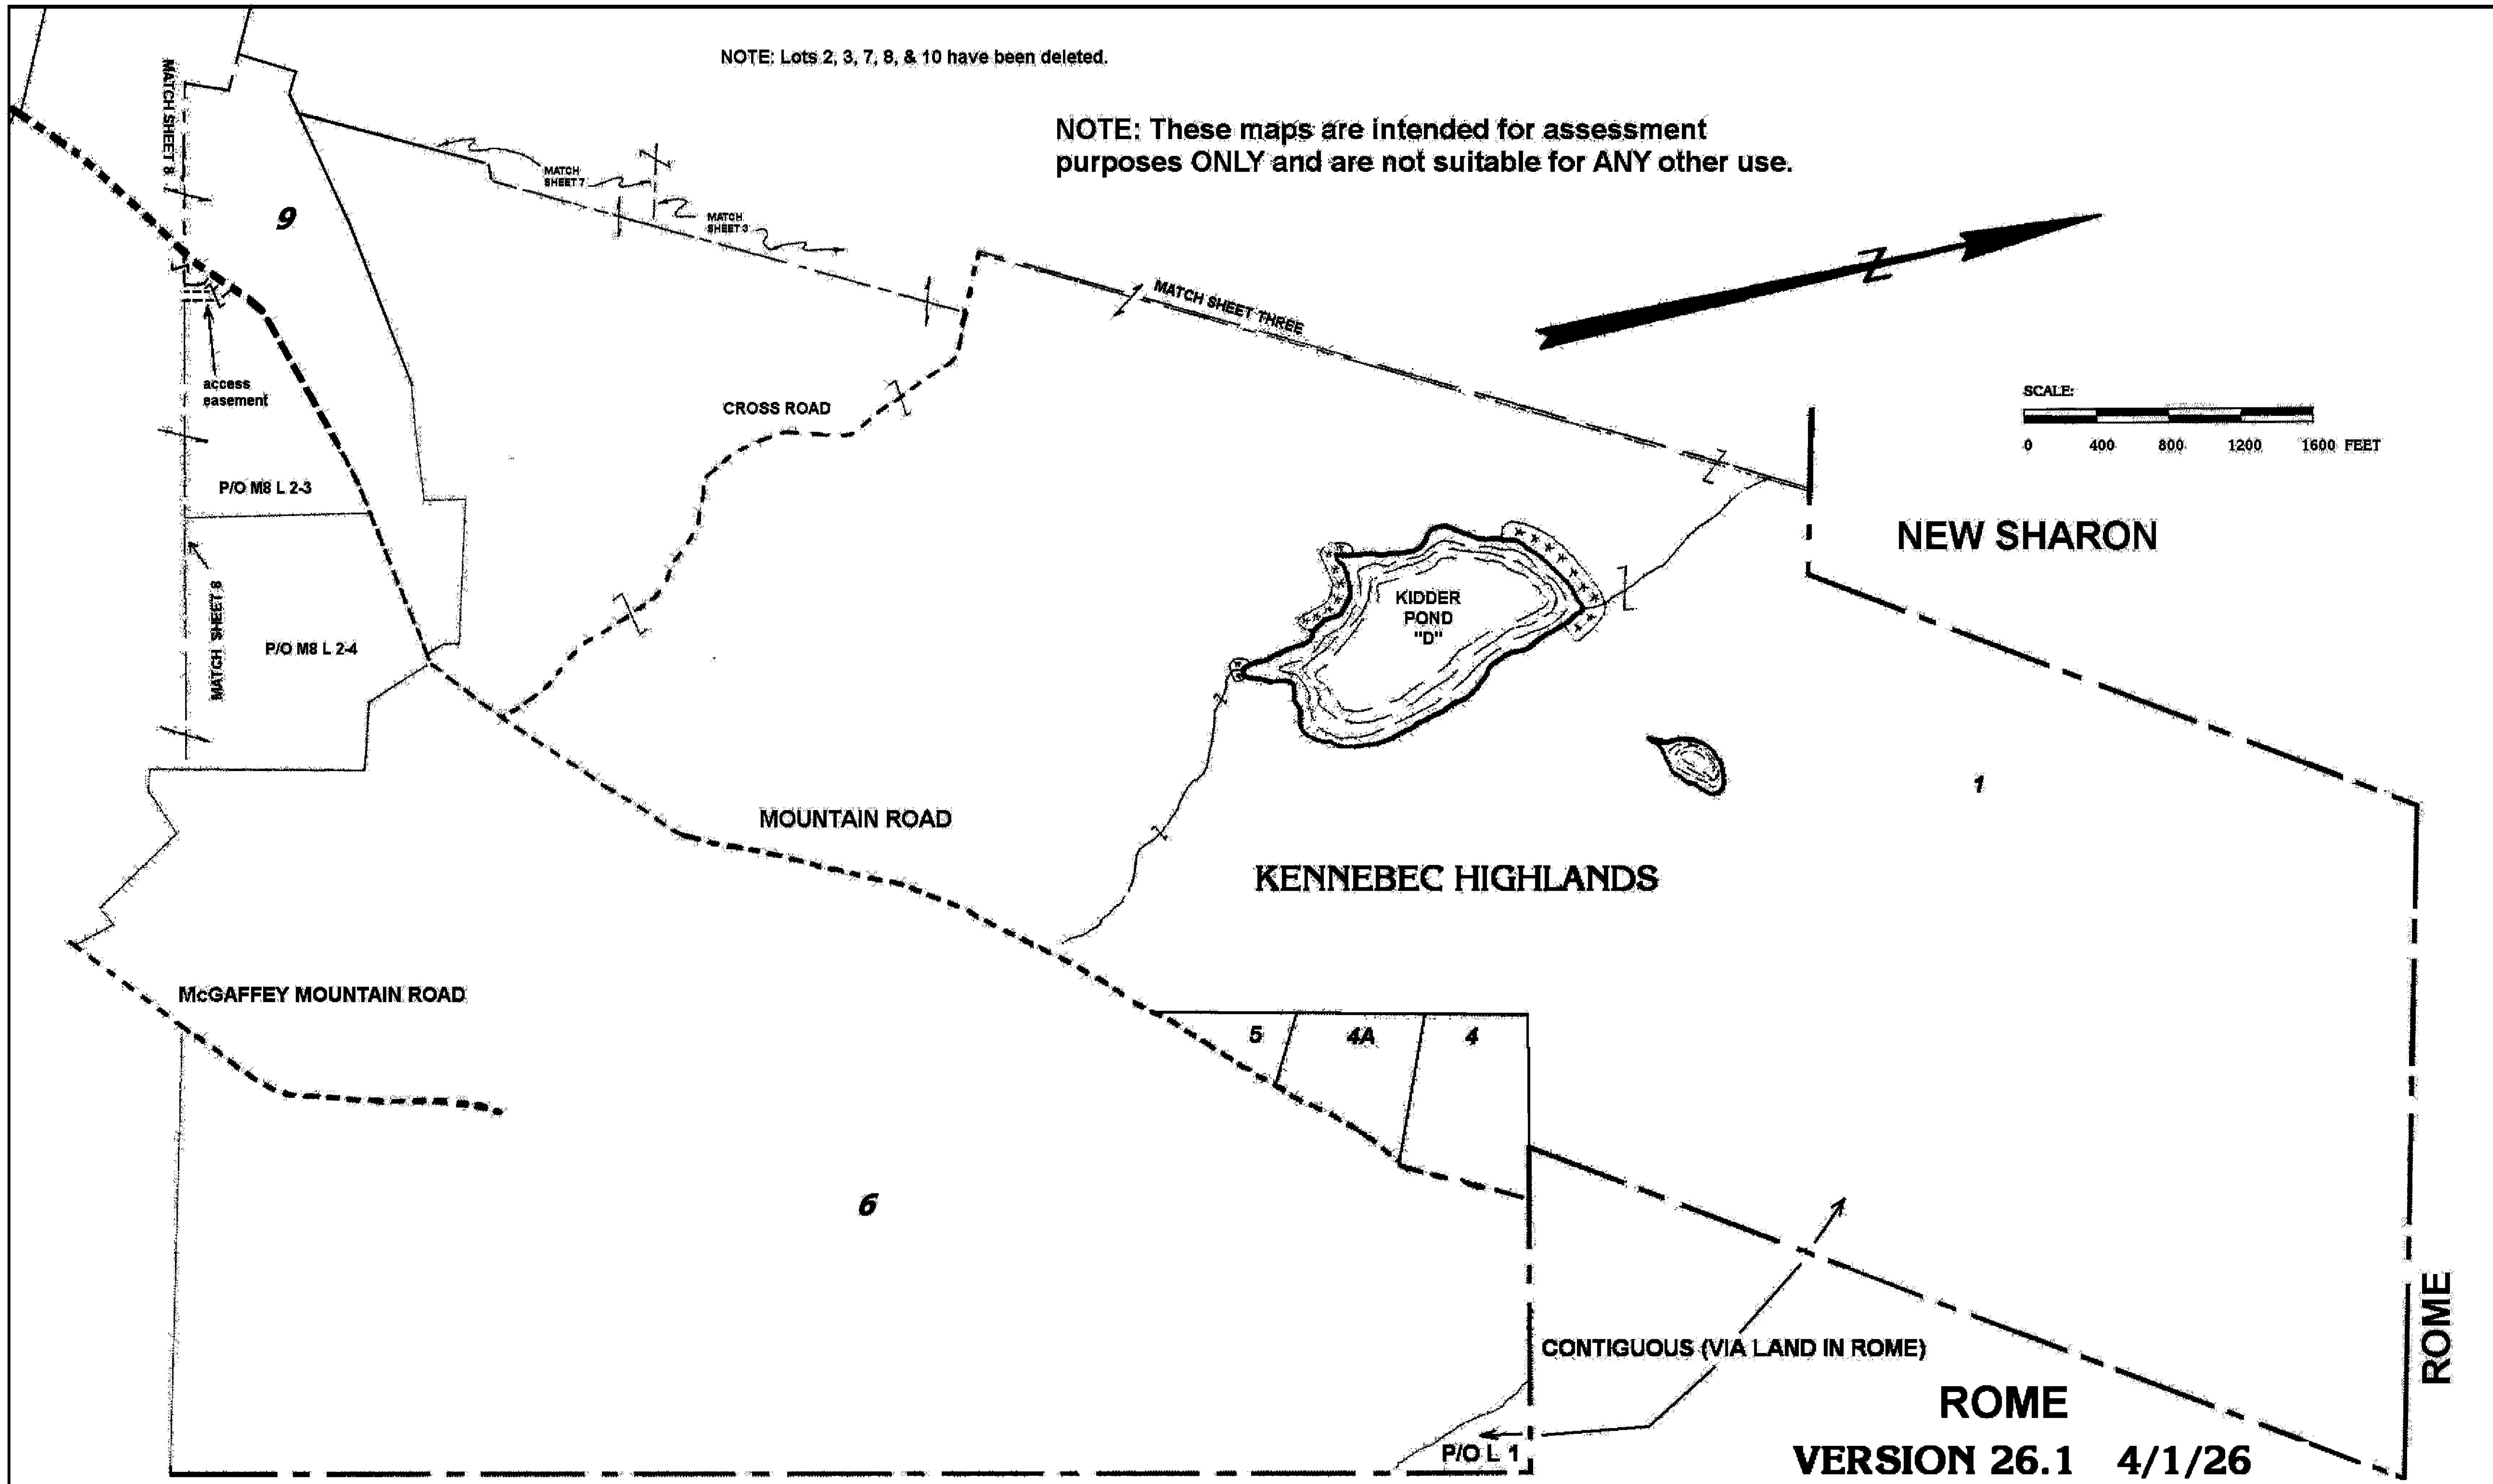 NOTE: Lots 2, 3, 7, 8, & 10 have been deleted.
NOTE: These maps are intended for assessment
purposes ONLY and are not suitable for ANY other use.
MATCH SHEET 8
9
MATCH
SHEET 7
MATCH
SHEET 3
MATCH SHEET THREE
Z
SCALE:
0 400 800 1200 1600 FEET
access
easement
CROSS ROAD
P/O M8 L 2-3
NEW SHARON
MATCH SHEET 8
P/O M8 L 2-4
KIDDER
POND
"D"
1
MOUNTAIN ROAD
KENNEBEC HIGHLANDS
McGAFFEY MOUNTAIN ROAD
5
4A
4
6
CONTIGUOUS (VIA LAND IN ROME)
ROME
ROME
P/O L 1
VERSION 26.1 4/1/26